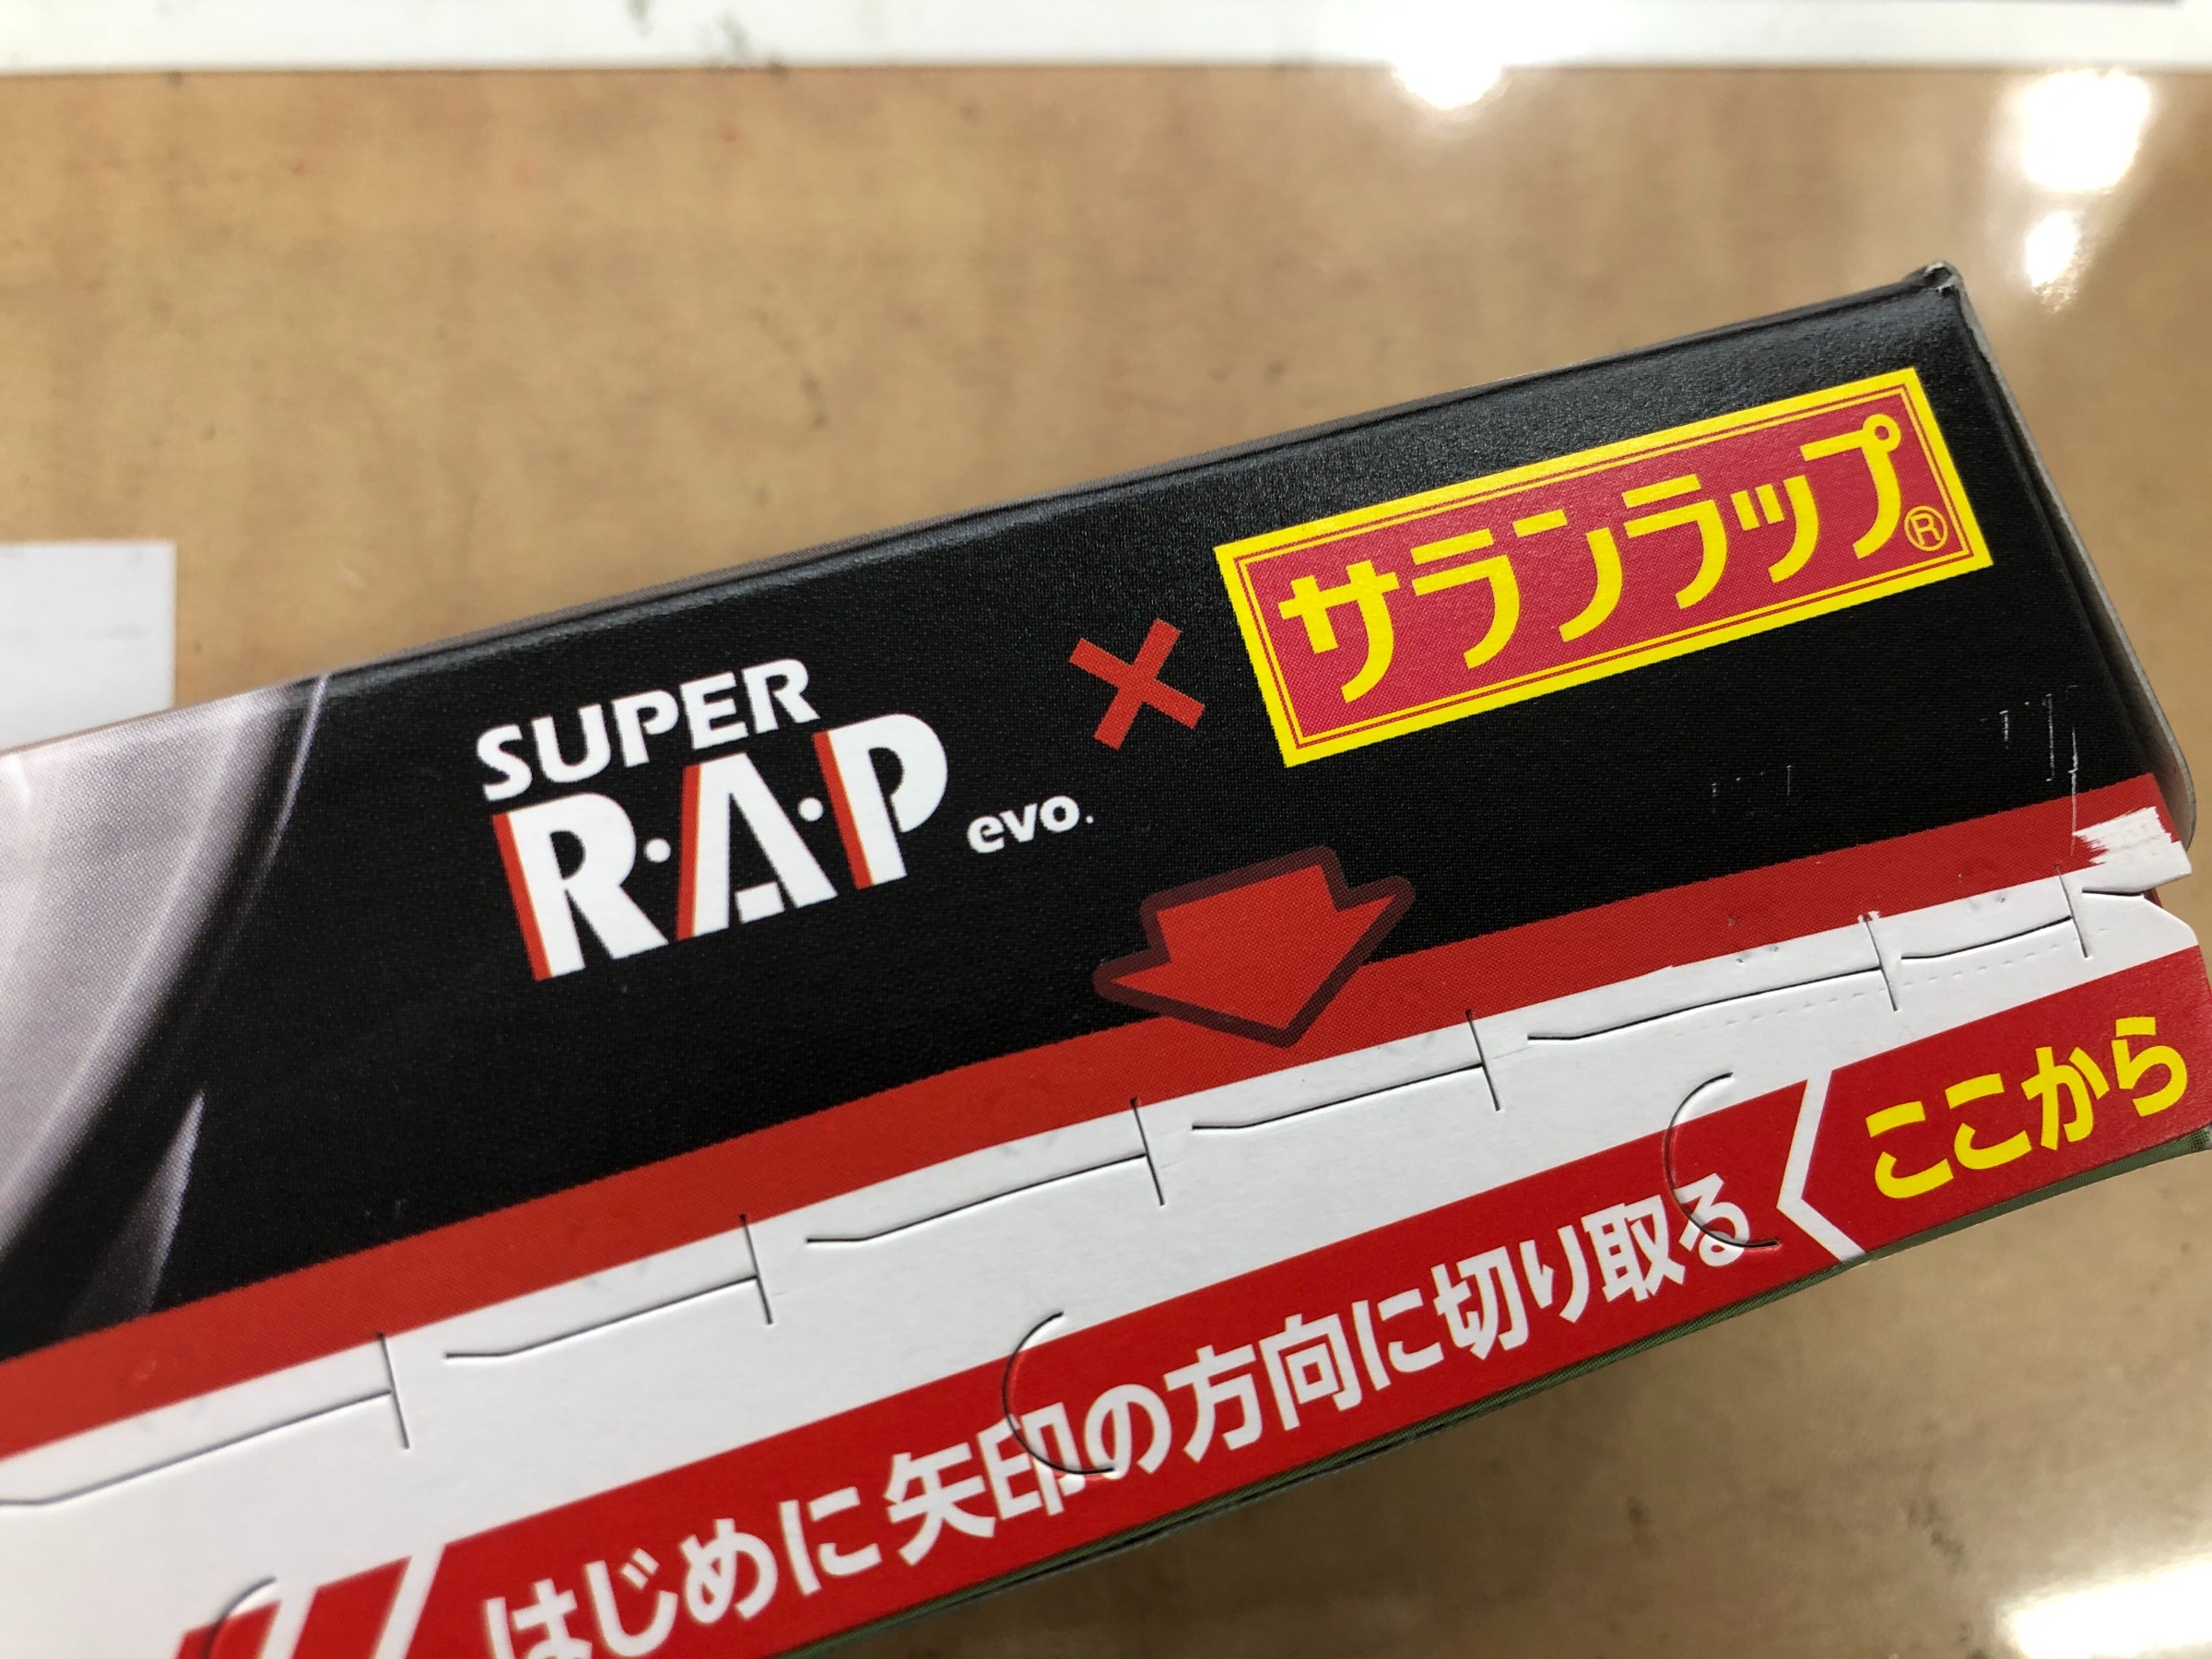 SUPER
R・A・P evo.
×
サランラップ®
ここから
はじめに矢印の方向に切り取る